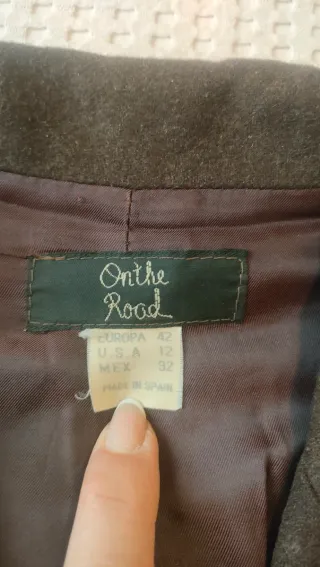 On the
Road
EUROPA 42
U.S.A 12
MEX 32
MADE IN SPAIN